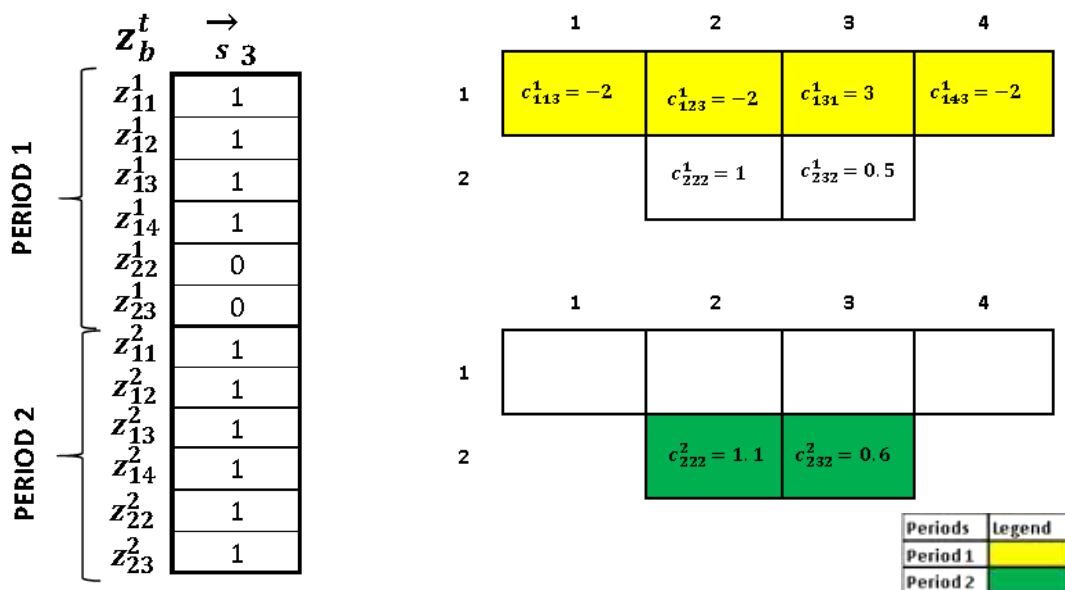 z_b^t →s 3
PERIOD 1
z_11^1 1
z_12^1 1
z_13^1 1
z_14^1 1
z_22^1 0
z_23^1 0
PERIOD 2
z_11^2 1
z_12^2 1
z_13^2 1
z_14^2 1
z_22^2 1
z_23^2 1
1 2 3 4
1 c_113^1 = −2 c_123^1 = −2 c_131^1 = 3 c_143^1 = −2
2 c_222^1 = 1 c_232^1 = 0.5
1 2 3 4
1
2 c_222^2 = 1.1 c_232^2 = 0.6
Periods Legend
Period 1
Period 2